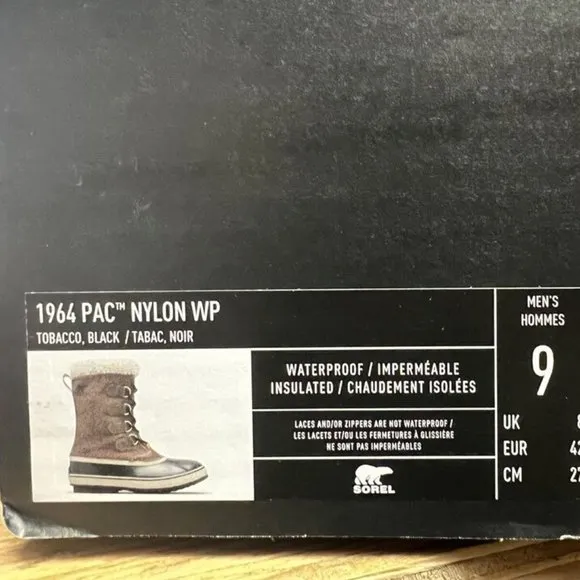 1964 PAC™ NYLON WP
TOBACCO, BLACK / TABAC, NOIR
WATERPROOF / IMPERMÉABLE
INSULATED / CHAUDEMENT ISOLÉES
LACES AND/OR ZIPPERS ARE NOT WATERPROOF /
LES LACETS ET/OU LES FERMETURES À GLISSIÈRE
NE SONT PAS IMPERMÉABLES
SOREL
MEN'S
HOMMES
9
UK
EUR 42
CM 27